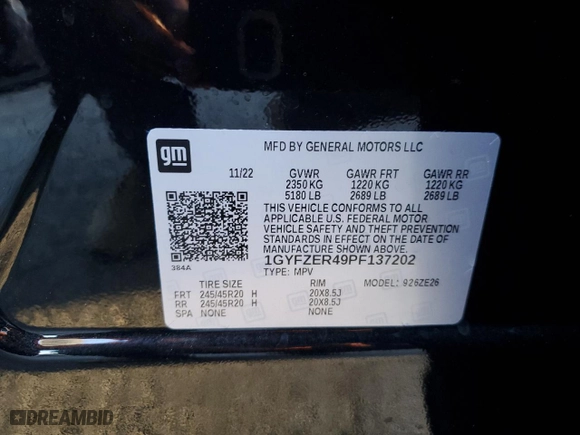 gm
MFD BY GENERAL MOTORS LLC
11/22 GVWR GAWR FRT GAWR RR
2350 KG 1220 KG 1220 KG
5180 LB 2689 LB 2689 LB
THIS VEHICLE CONFORMS TO ALL
APPLICABLE U.S. FEDERAL MOTOR
VEHICLE SAFETY AND THEFT PREVENTION
STANDARDS IN EFFECT ON THE DATE OF
MANUFACTURE SHOWN ABOVE.
384A
1GYFZER49PF137202
TYPE: MPV MODEL: 926ZE26
TIRE SIZE RIM
FRT 245/45R20 H 20X8.5J
RR 245/45R20 H 20X8.5J
SPA NONE NONE
DREAMBID